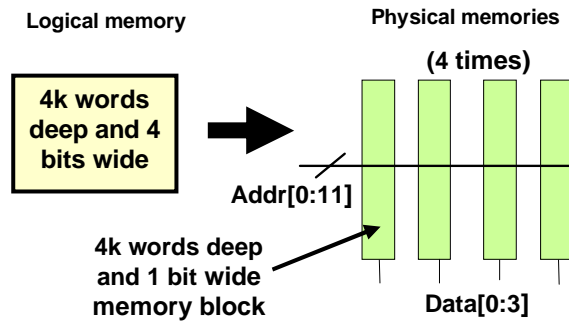 Logical memory
Physical memories
(4 times)
4k words
deep and 4
bits wide
Addr[0:11]
4k words deep
and 1 bit wide
memory block
Data[0:3]